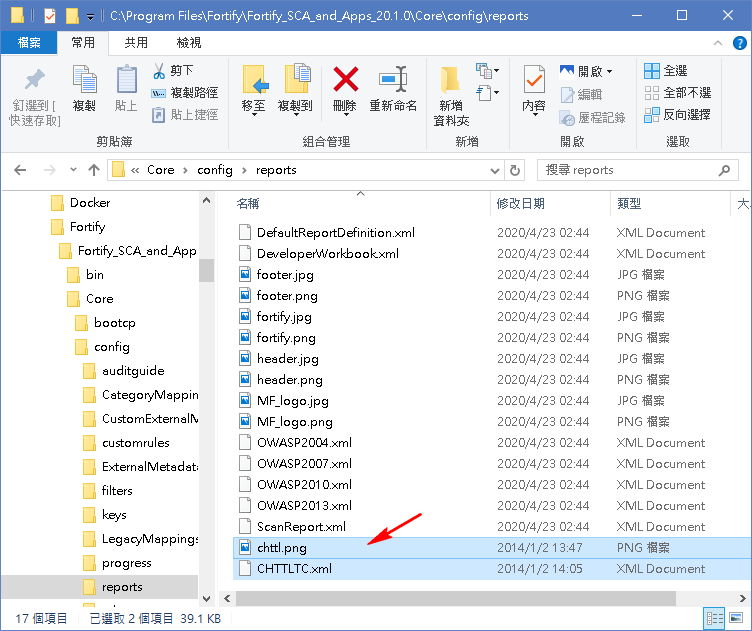 C:\Program Files\Fortify\Fortify_SCA_and_Apps_20.1.0\Core\config\reports
檔案 常用 共用 檢視
釘選到 [
快速存取]
複製
貼上
剪下
複製路徑
貼上捷徑
剪貼簿
移至
複製到
刪除
重新命名
組合管理
新增
資料夾
新增
內容
開啟
編輯
歷程記錄
開啟
全選
全部不選
反向選擇
選取
« Core > config > reports
搜尋 reports
Docker
Fortify
Fortify_SCA_and_App
bin
Core
bootcp
config
auditguide
CategoryMappin
CustomExternalM
customrules
ExternalMetadata
filters
keys
LegacyMappings
progress
reports
名稱 修改日期 類型 大
DefaultReportDefinition.xml 2020/4/23 02:44 XML Document
DeveloperWorkbook.xml 2020/4/23 02:44 XML Document
footer.jpg 2020/4/23 02:44 JPG 檔案
footer.png 2020/4/23 02:44 PNG 檔案
fortify.jpg 2020/4/23 02:44 JPG 檔案
fortify.png 2020/4/23 02:44 PNG 檔案
header.jpg 2020/4/23 02:44 JPG 檔案
header.png 2020/4/23 02:44 PNG 檔案
MF_logo.jpg 2020/4/23 02:44 JPG 檔案
MF_logo.png 2020/4/23 02:44 PNG 檔案
OWASP2004.xml 2020/4/23 02:44 XML Document
OWASP2007.xml 2020/4/23 02:44 XML Document
OWASP2010.xml 2020/4/23 02:44 XML Document
OWASP2013.xml 2020/4/23 02:44 XML Document
ScanReport.xml 2020/4/23 02:44 XML Document
chttl.png 2014/1/2 13:47 PNG 檔案
CHTTLTC.xml 2014/1/2 14:05 XML Document
17 個項目 已選取 2 個項目 39.1 KB